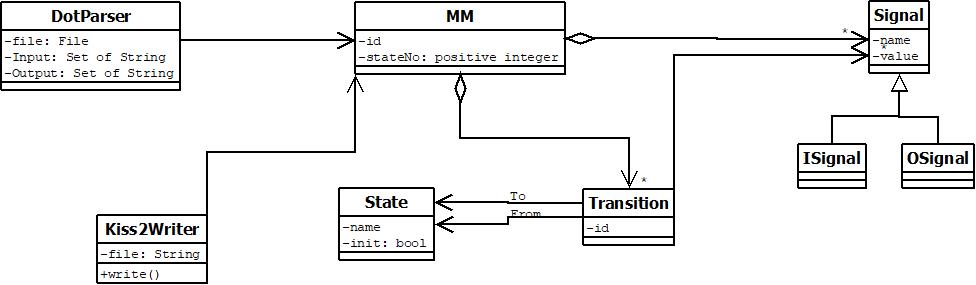 DotParser
-file: File
-Input: Set of String
-Output: Set of String
MM
-id
-stateNo: positive integer
*
Signal
-name
-value
*
ISignal
OSignal
*
State
-name
-init: bool
To
From
Transition
-id
Kiss2Writer
-file: String
+write()